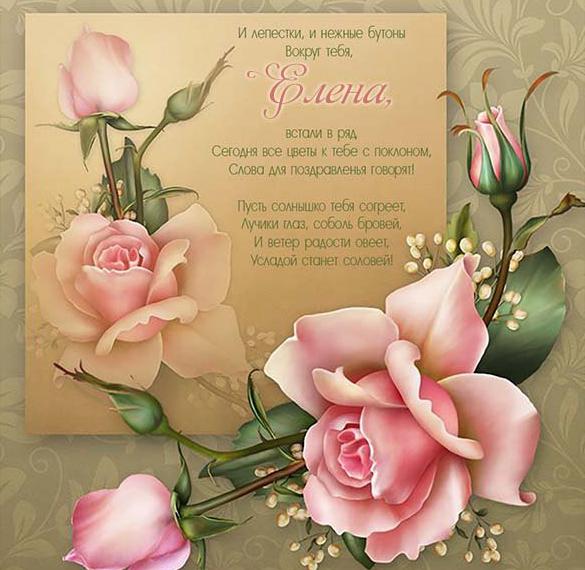 И лепестки, и нежные бутоны
Вокруг тебя,
Елена,
встали в ряд
Сегодня все цветы к тебе с поклоном,
Слова для поздравленья говорят!
Пусть солнышко тебя согреет,
Лучики глаз, соболь бровей,
И ветер радости овеет,
Усладой станет соловей!